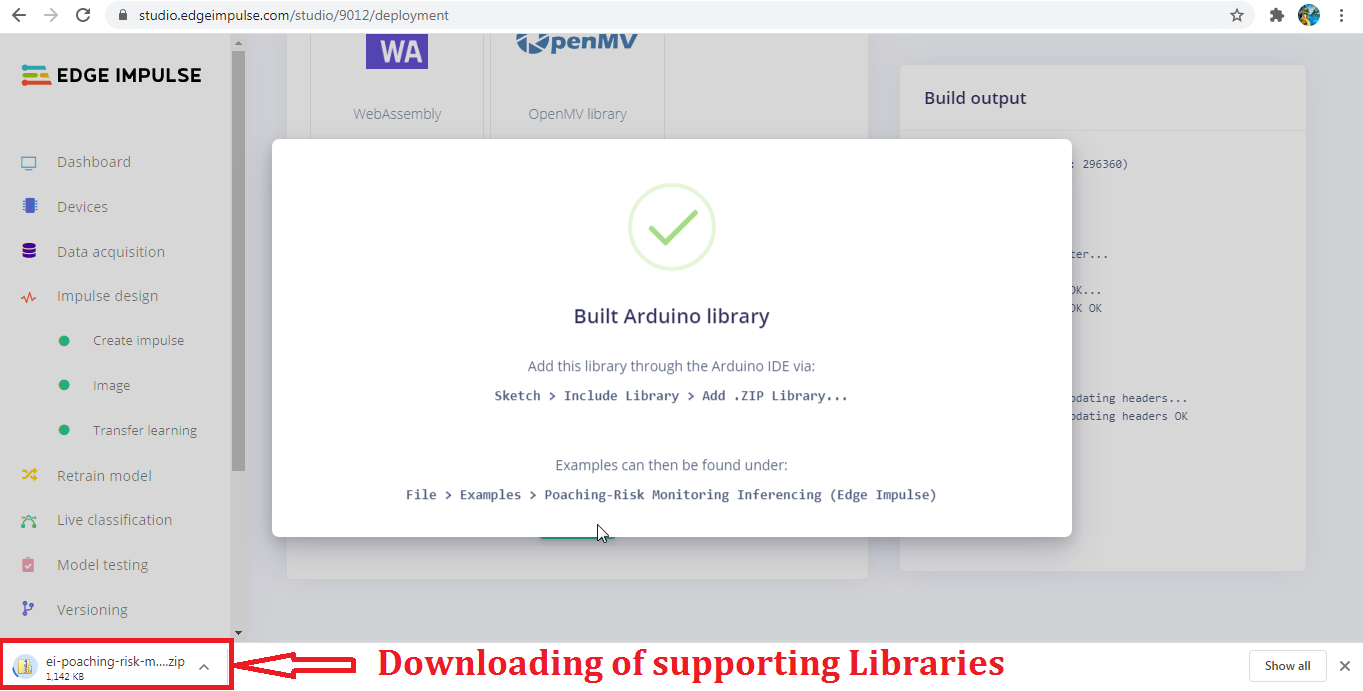 studio.edgeimpulse.com/studio/9012/deployment
EDGE IMPULSE
Dashboard
Devices
Data acquisition
Impulse design
Create impulse
Image
Transfer learning
Retrain model
Live classification
Model testing
Versioning
WA
OpenMV
WebAssembly
OpenMV library
Build output
: 296360)
ter...
OK...
OK OK
pdating headers...
pdating headers OK
Built Arduino library
Add this library through the Arduino IDE via:
Sketch > Include Library > Add .ZIP Library...
Examples can then be found under:
File > Examples > Poaching-Risk Monitoring Inferencing (Edge Impulse)
ei-poaching-risk-m....zip
1,142 KB
Downloading of supporting Libraries
Show all